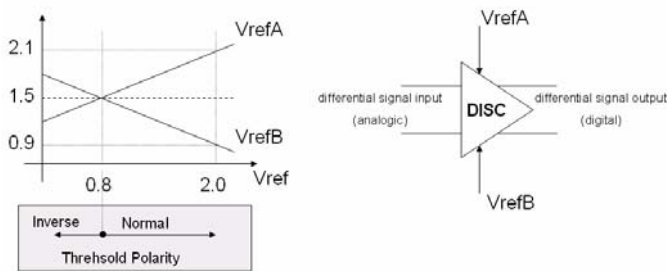 VrefA
2.1
1.5
0.9
VrefB
0.8
2.0
Vref
Inverse
Normal
Threhsold Polarity
VrefA
differential signal input
(analogic)
DISC
differential signal output
(digital)
VrefB